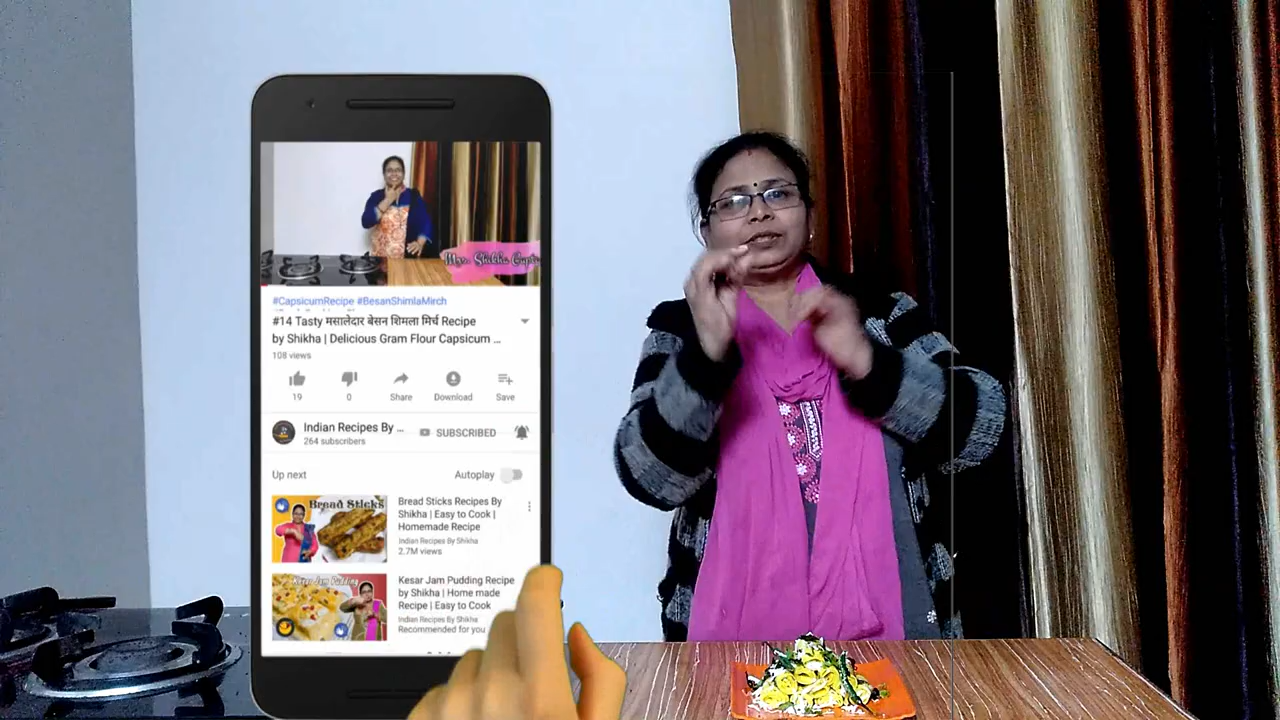 Mrs. Shikha Gupta
#CapsicumRecipe #BesanShimlaMirch
#14 Tasty मसालेदार बेसन शिमला मिर्च Recipe
by Shikha | Delicious Gram Flour Capsicum ...
108 views
19
0
Share
Download
Save
Indian Recipes By ...
264 subscribers
SUBSCRIBED
Up next
Autoplay
Bread Sticks
Bread Sticks Recipes By
Shikha | Easy to Cook |
Homemade Recipe
Indian Recipes By Shikha
2.7M views
Kesar Jam Pudding
Kesar Jam Pudding Recipe
by Shikha | Home made
Recipe | Easy to Cook
Indian Recipes By Shikha
Recommended for you